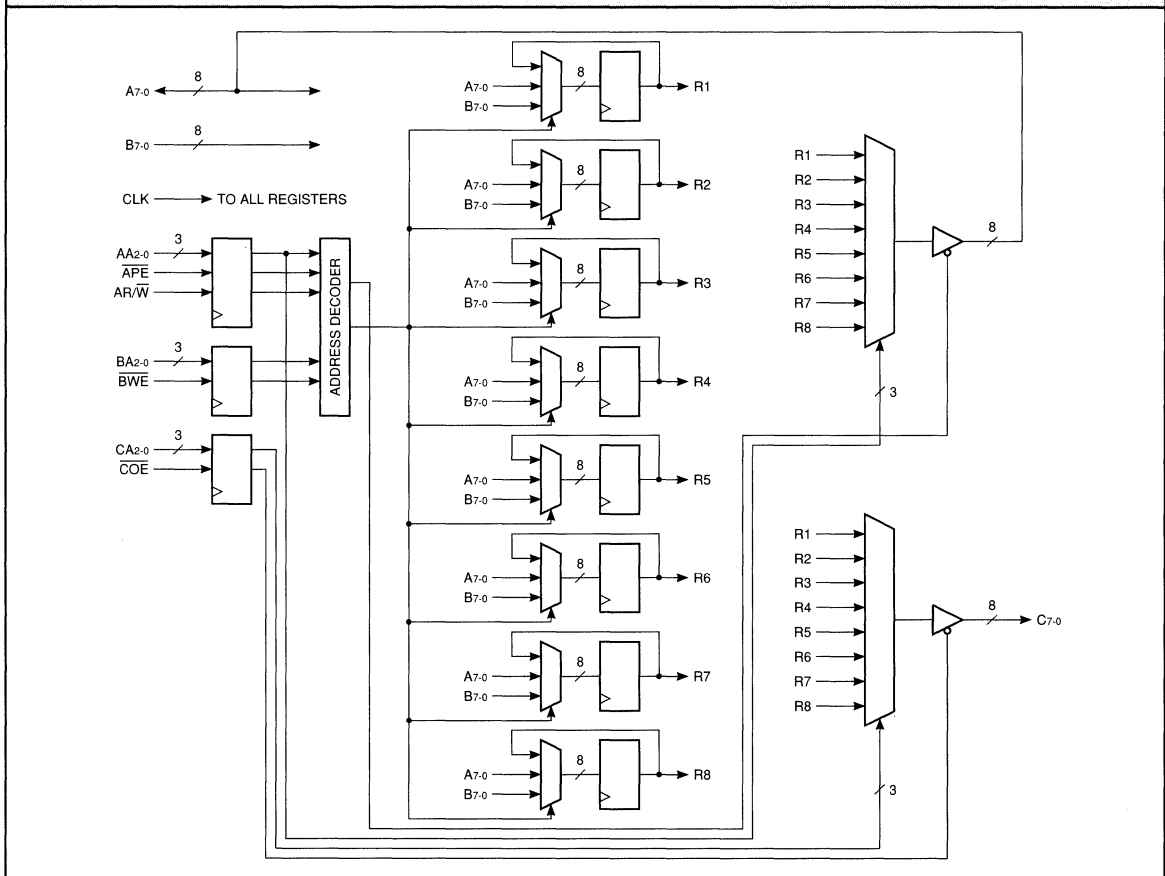 A7-0
8
B7-0
8
CLK
TO ALL REGISTERS
AA2-0
3
APE
AR/W
BA2-0
3
BWE
CA2-0
3
COE
ADDRESS DECODER
A7-0
B7-0
8
R1
A7-0
B7-0
8
R2
A7-0
B7-0
8
R3
A7-0
B7-0
8
R4
A7-0
B7-0
8
R5
A7-0
B7-0
8
R6
A7-0
B7-0
8
R7
A7-0
B7-0
8
R8
R1
R2
R3
R4
R5
R6
R7
R8
3
8
R1
R2
R3
R4
R5
R6
R7
R8
3
8
C7-0